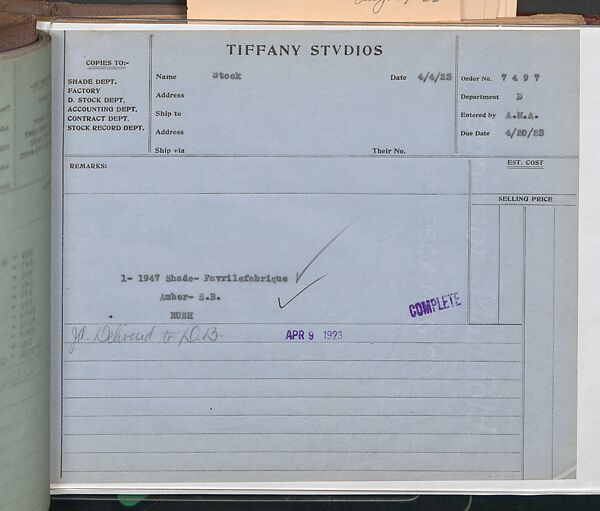 TIFFANY STVDIOS
COPIES TO:-
SHADE DEPT.
FACTORY
D. STOCK DEPT.
ACCOUNTING DEPT.
CONTRACT DEPT.
STOCK RECORD DEPT.
Name Stock Date 4/4/23
Address
Ship to
Address
Ship via Their No.
Order No. 7497
Department D
Entered by A.M.A.
Due Date 4/20/23
REMARKS:
EST. COST
SELLING PRICE
1- 1947 Shade- Favrilefabrique
Amber- S.B.
RUSH
COMPLETE
Delivered to D.B.
APR 9 1923